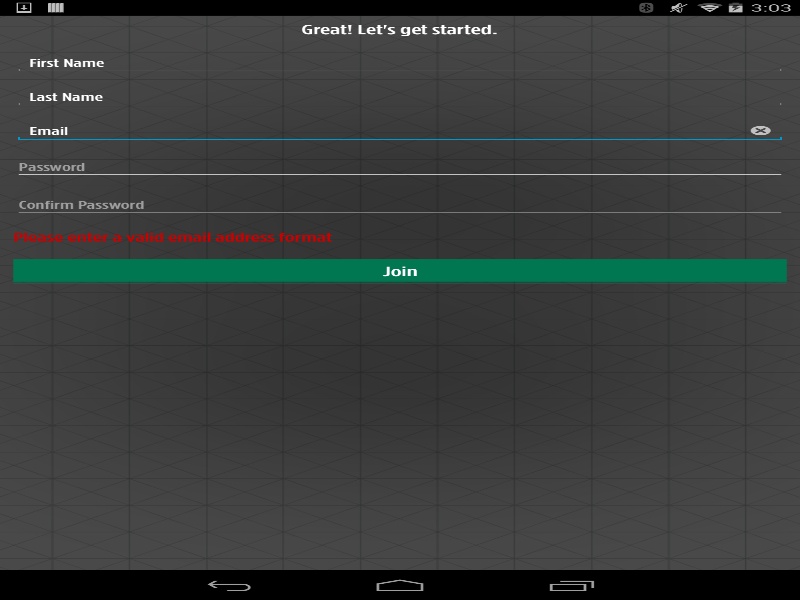 3:03
Great! Let's get started.
First Name
Last Name
Email
Password
Confirm Password
Please enter a valid email address format
Join